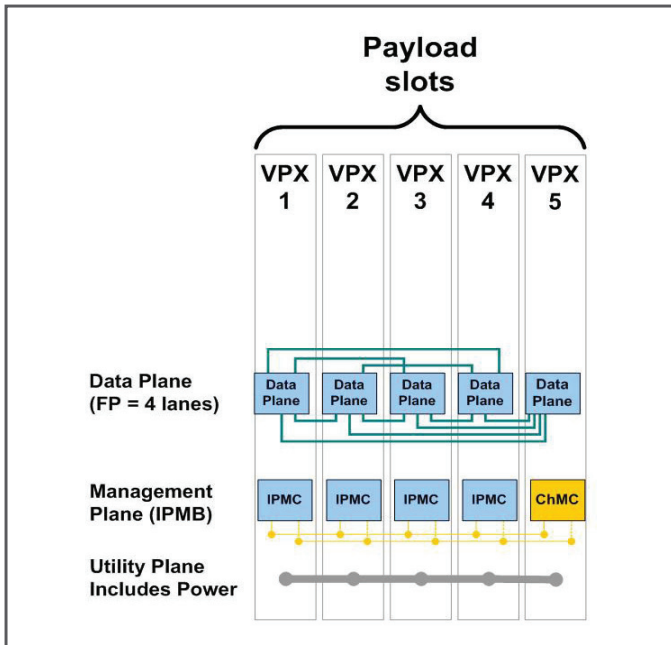 Payload
slots
VPX
1
VPX
2
VPX
3
VPX
4
VPX
5
Data Plane
(FP = 4 lanes)
Data
Plane
Data
Plane
Data
Plane
Data
Plane
Data
Plane
Management
Plane (IPMB)
IPMC
IPMC
IPMC
IPMC
ChMC
Utility Plane
Includes Power